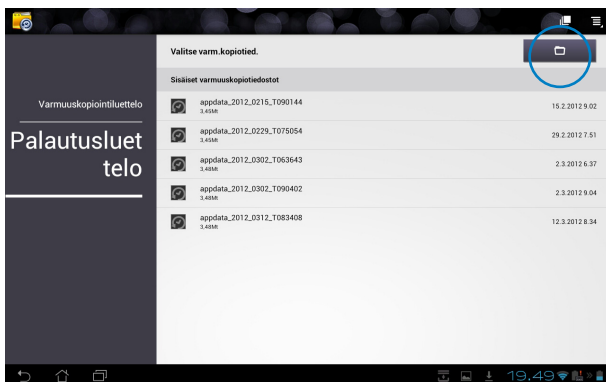 Valitse varm.kopiotied.
Sisäiset varmuuskopiotiedostot
Varmuuskopiointiluettelo
Palautusluet
telo
appdata_2012_0215_T090144
3,45Mt
15.2.2012 9.02
appdata_2012_0229_T075054
3,45Mt
29.2.2012 7.51
appdata_2012_0302_T063643
3,48Mt
2.3.2012 6.37
appdata_2012_0302_T090402
3,48Mt
2.3.2012 9.04
appdata_2012_0312_T083408
3,48Mt
12.3.2012 8.34
19.49